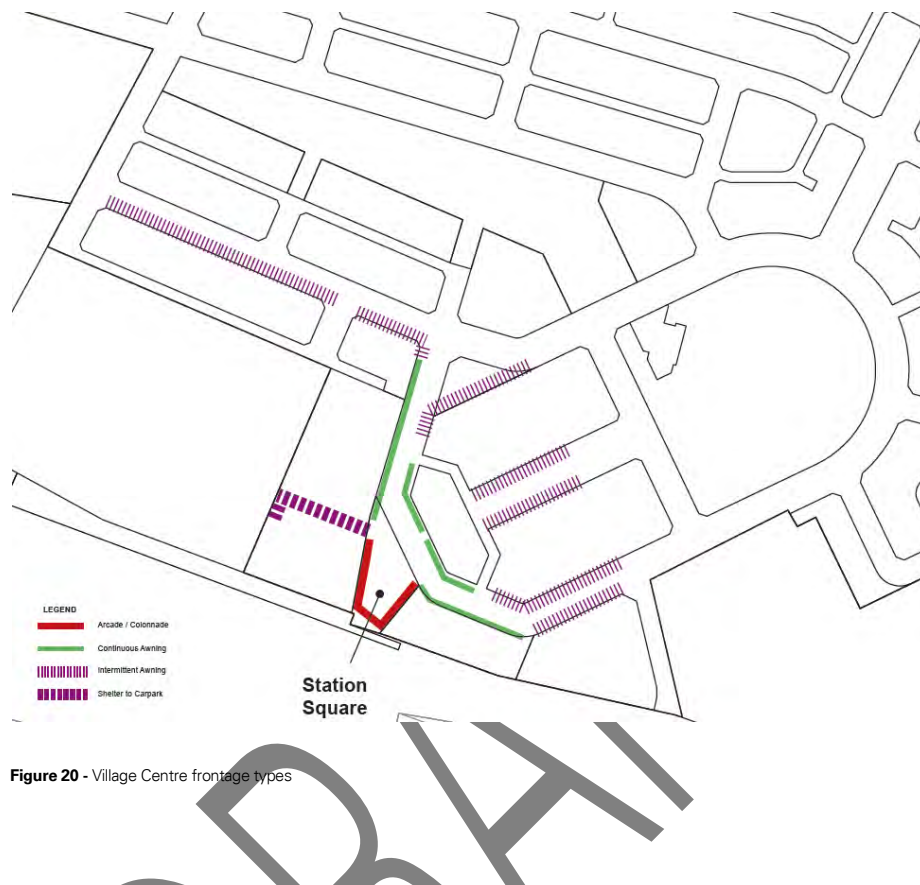 LEGEND
Arcade / Colonnade
Continuous Awning
Intermittent Awning
Shelter to Carpark
Station
Square
Figure 20 - Village Centre frontage types